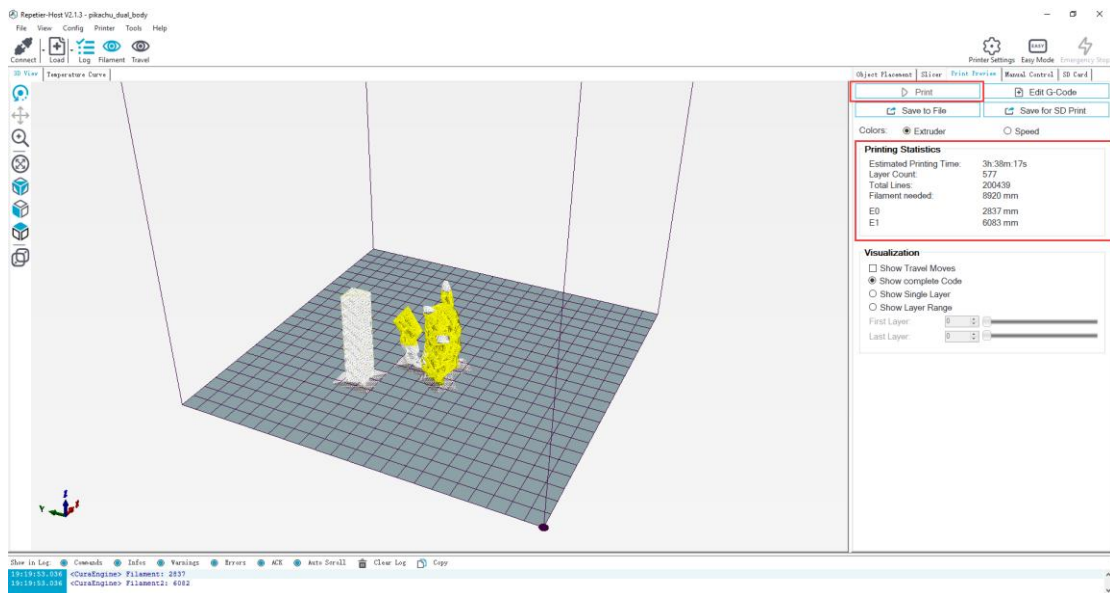 Repetier-Host V2.1.3 - pikachu_dual_body
File View Config Printer Tools Help
Connect Load Log Filament Travel
Printer Settings Easy Mode Emergency Stop
EASY
3D View Temperature Curve
Object Placement Slicer Print Preview Manual Control SD Card
Print Edit G-Code
Save to File Save for SD Print
Colors: Extruder Speed
Printing Statistics
Estimated Printing Time: 3h:38m:17s
Layer Count: 577
Total Lines: 200439
Filament needed: 8920 mm
E0 2837 mm
E1 6083 mm
Visualization
Show Travel Moves
Show complete Code
Show Single Layer
Show Layer Range
First Layer: 0
Last Layer: 0
Y
Show in Log: Commands Infos Warnings Errors ACK Auto Scroll Clear Log Copy
19:19:53.036 <CuraEngine> Filament: 2837
19:19:53.036 <CuraEngine> Filament2: 6082